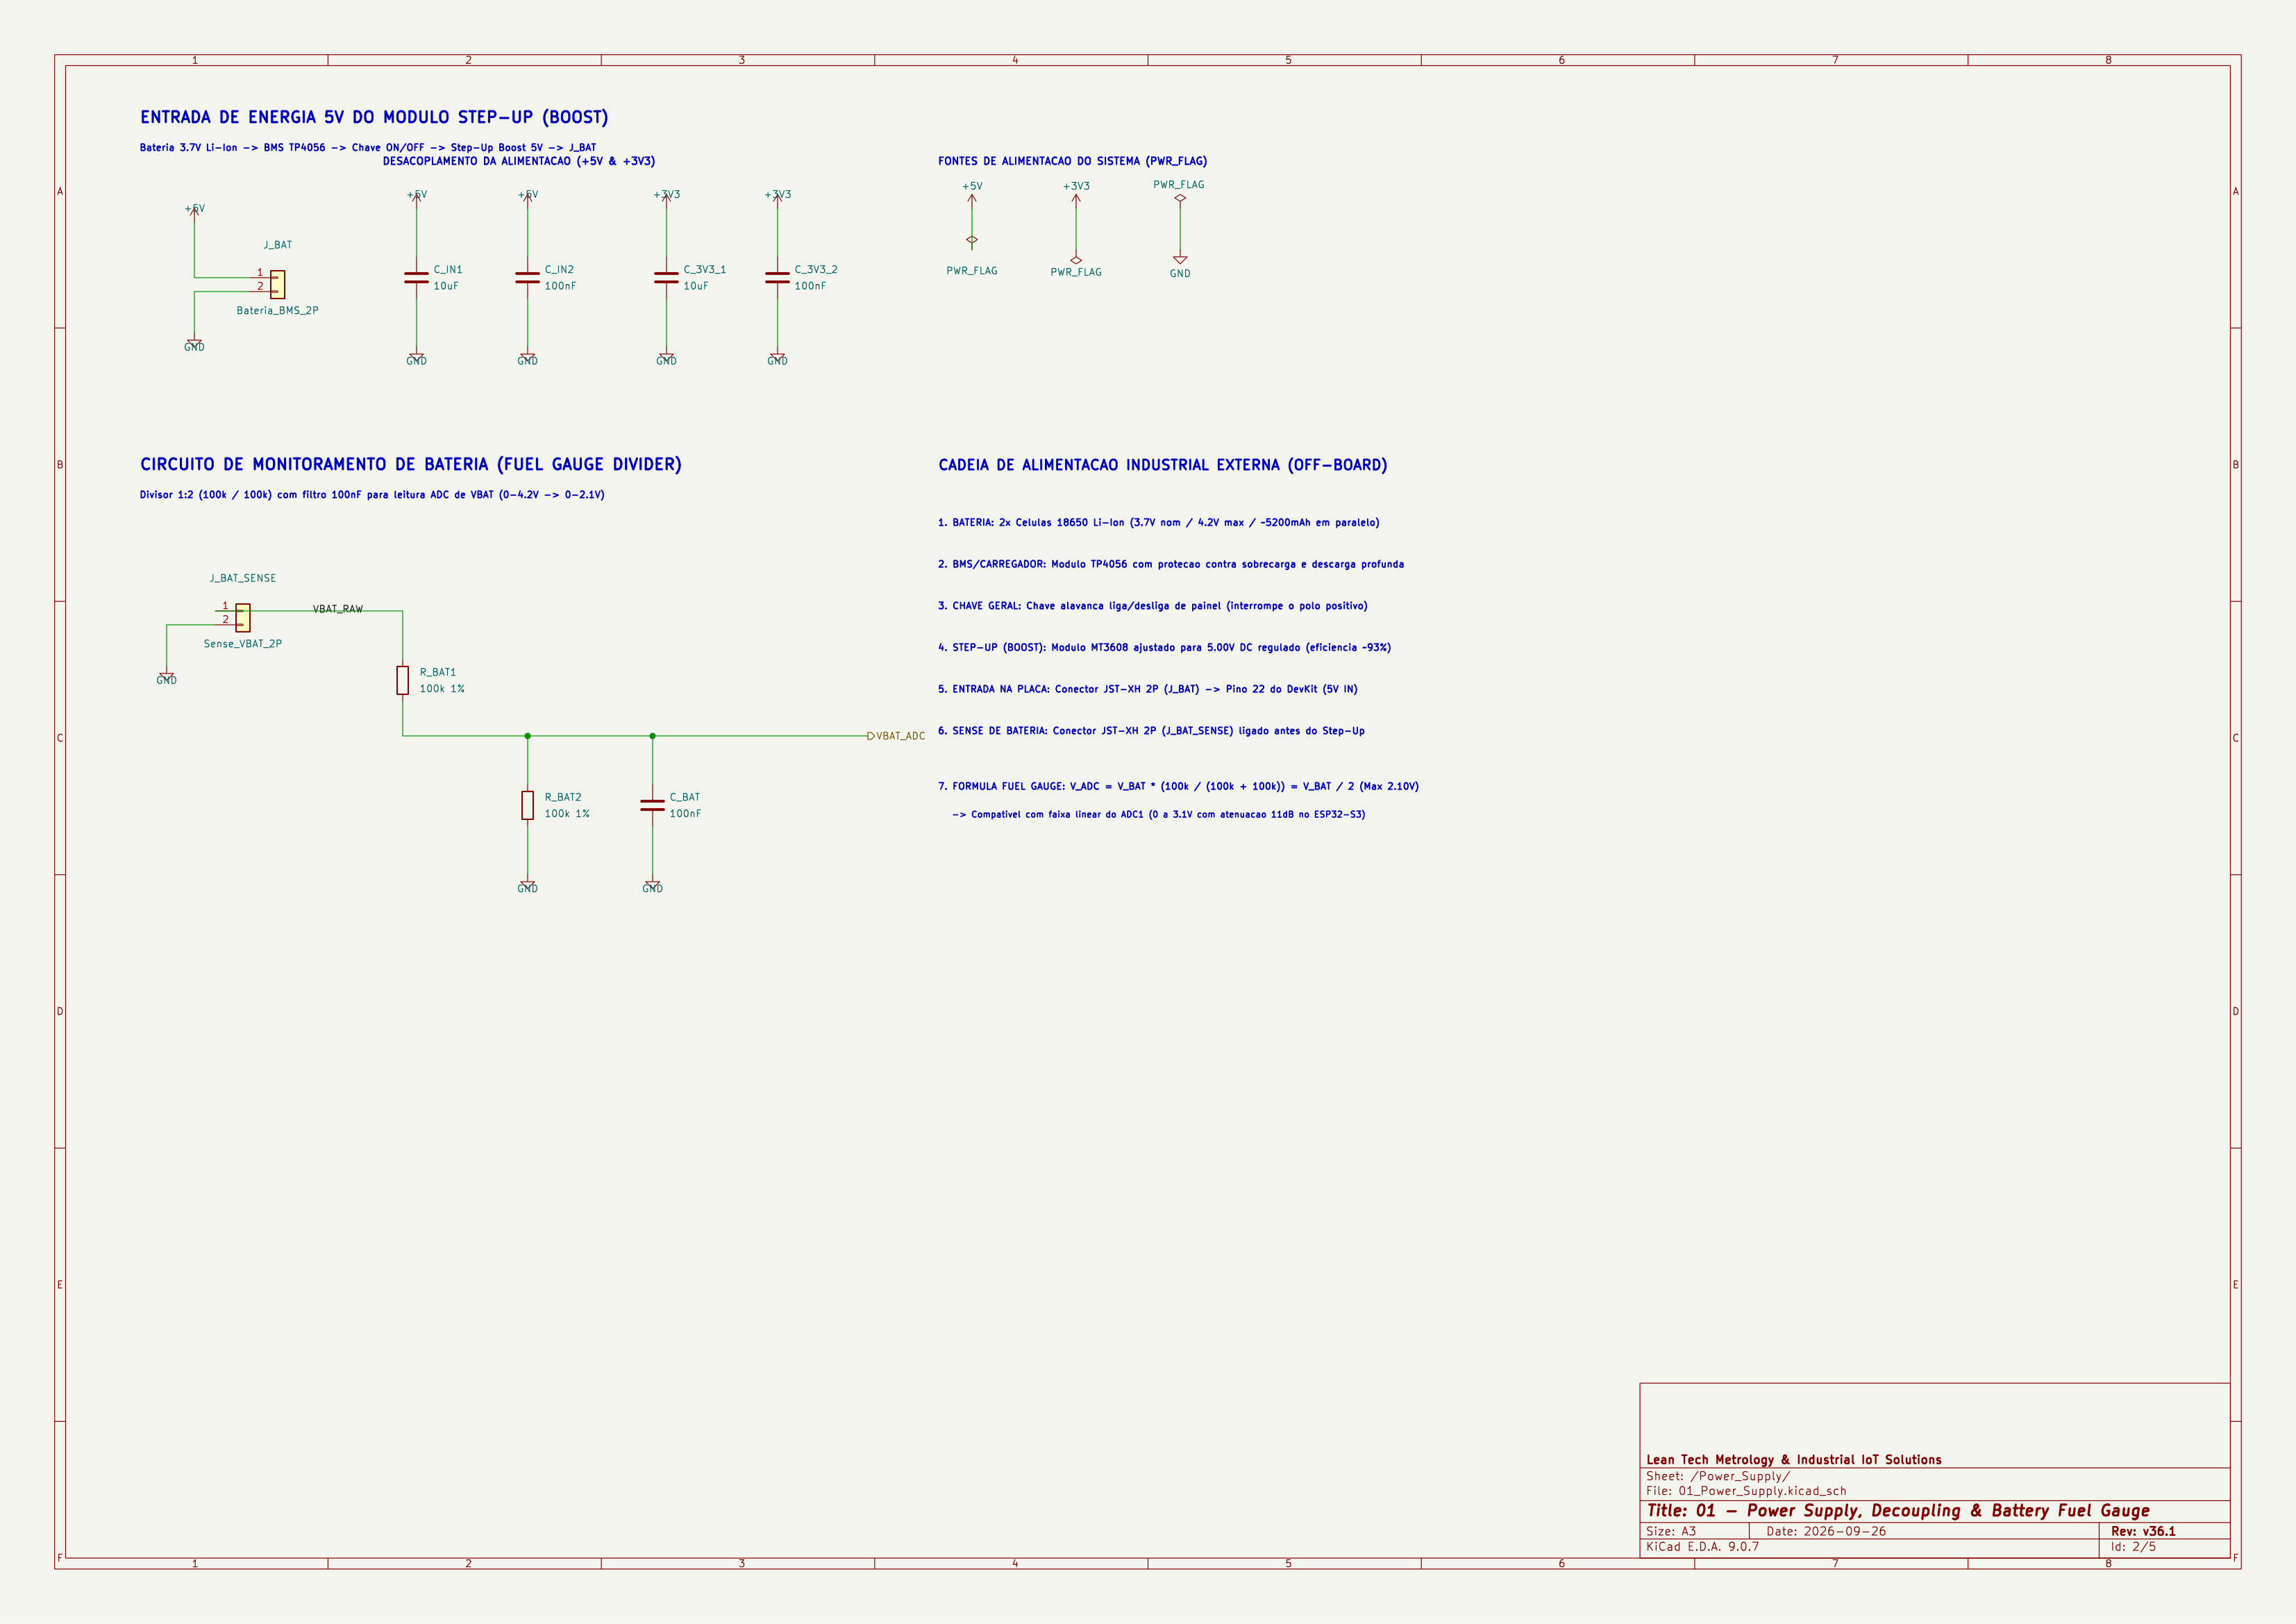 1 2 3 4 5 6 7 8
A
B
C
D
E
F
ENTRADA DE ENERGIA 5V DO MODULO STEP-UP (BOOST)
Bateria 3.7V Li-Ion -> BMS TP4056 -> Chave ON/OFF -> Step-Up Boost 5V -> J_BAT
DESACOPLAMENTO DA ALIMENTACAO (+5V & +3V3)
+5V
J_BAT
1
2
Bateria_BMS_2P
GND
+5V
C_IN1
10uF
GND
+5V
C_IN2
100nF
GND
+3V3
C_3V3_1
10uF
GND
+3V3
C_3V3_2
100nF
GND
FONTES DE ALIMENTACAO DO SISTEMA (PWR_FLAG)
+5V
PWR_FLAG
+3V3
PWR_FLAG
PWR_FLAG
GND
CIRCUITO DE MONITORAMENTO DE BATERIA (FUEL GAUGE DIVIDER)
Divisor 1:2 (100k / 100k) com filtro 100nF para leitura ADC de VBAT (0-4.2V -> 0-2.1V)
J_BAT_SENSE
1
2
Sense_VBAT_2P
GND
VBAT_RAW
R_BAT1
100k 1%
VBAT_ADC
R_BAT2
100k 1%
GND
C_BAT
100nF
GND
CADEIA DE ALIMENTACAO INDUSTRIAL EXTERNA (OFF-BOARD)
1. BATERIA: 2x Celulas 18650 Li-Ion (3.7V nom / 4.2V max / ~5200mAh em paralelo)
2. BMS/CARREGADOR: Modulo TP4056 com protecao contra sobrecarga e descarga profunda
3. CHAVE GERAL: Chave alavanca liga/desliga de painel (interrompe o polo positivo)
4. STEP-UP (BOOST): Modulo MT3608 ajustado para 5.00V DC regulado (eficiencia ~93%)
5. ENTRADA NA PLACA: Conector JST-XH 2P (J_BAT) -> Pino 22 do DevKit (5V IN)
6. SENSE DE BATERIA: Conector JST-XH 2P (J_BAT_SENSE) ligado antes do Step-Up
7. FORMULA FUEL GAUGE: V_ADC = V_BAT * (100k / (100k + 100k)) = V_BAT / 2 (Max 2.10V)
-> Compativel com faixa linear do ADC1 (0 a 3.1V com atenuacao 11dB no ESP32-S3)
Lean Tech Metrology & Industrial IoT Solutions
Sheet: /Power_Supply/
File: 01_Power_Supply.kicad_sch
Title: 01 - Power Supply, Decoupling & Battery Fuel Gauge
Size: A3 Date: 2026-09-26 Rev: v36.1
KiCad E.D.A. 9.0.7 Id: 2/5
A
B
C
D
E
F
1 2 3 4 5 6 7 8